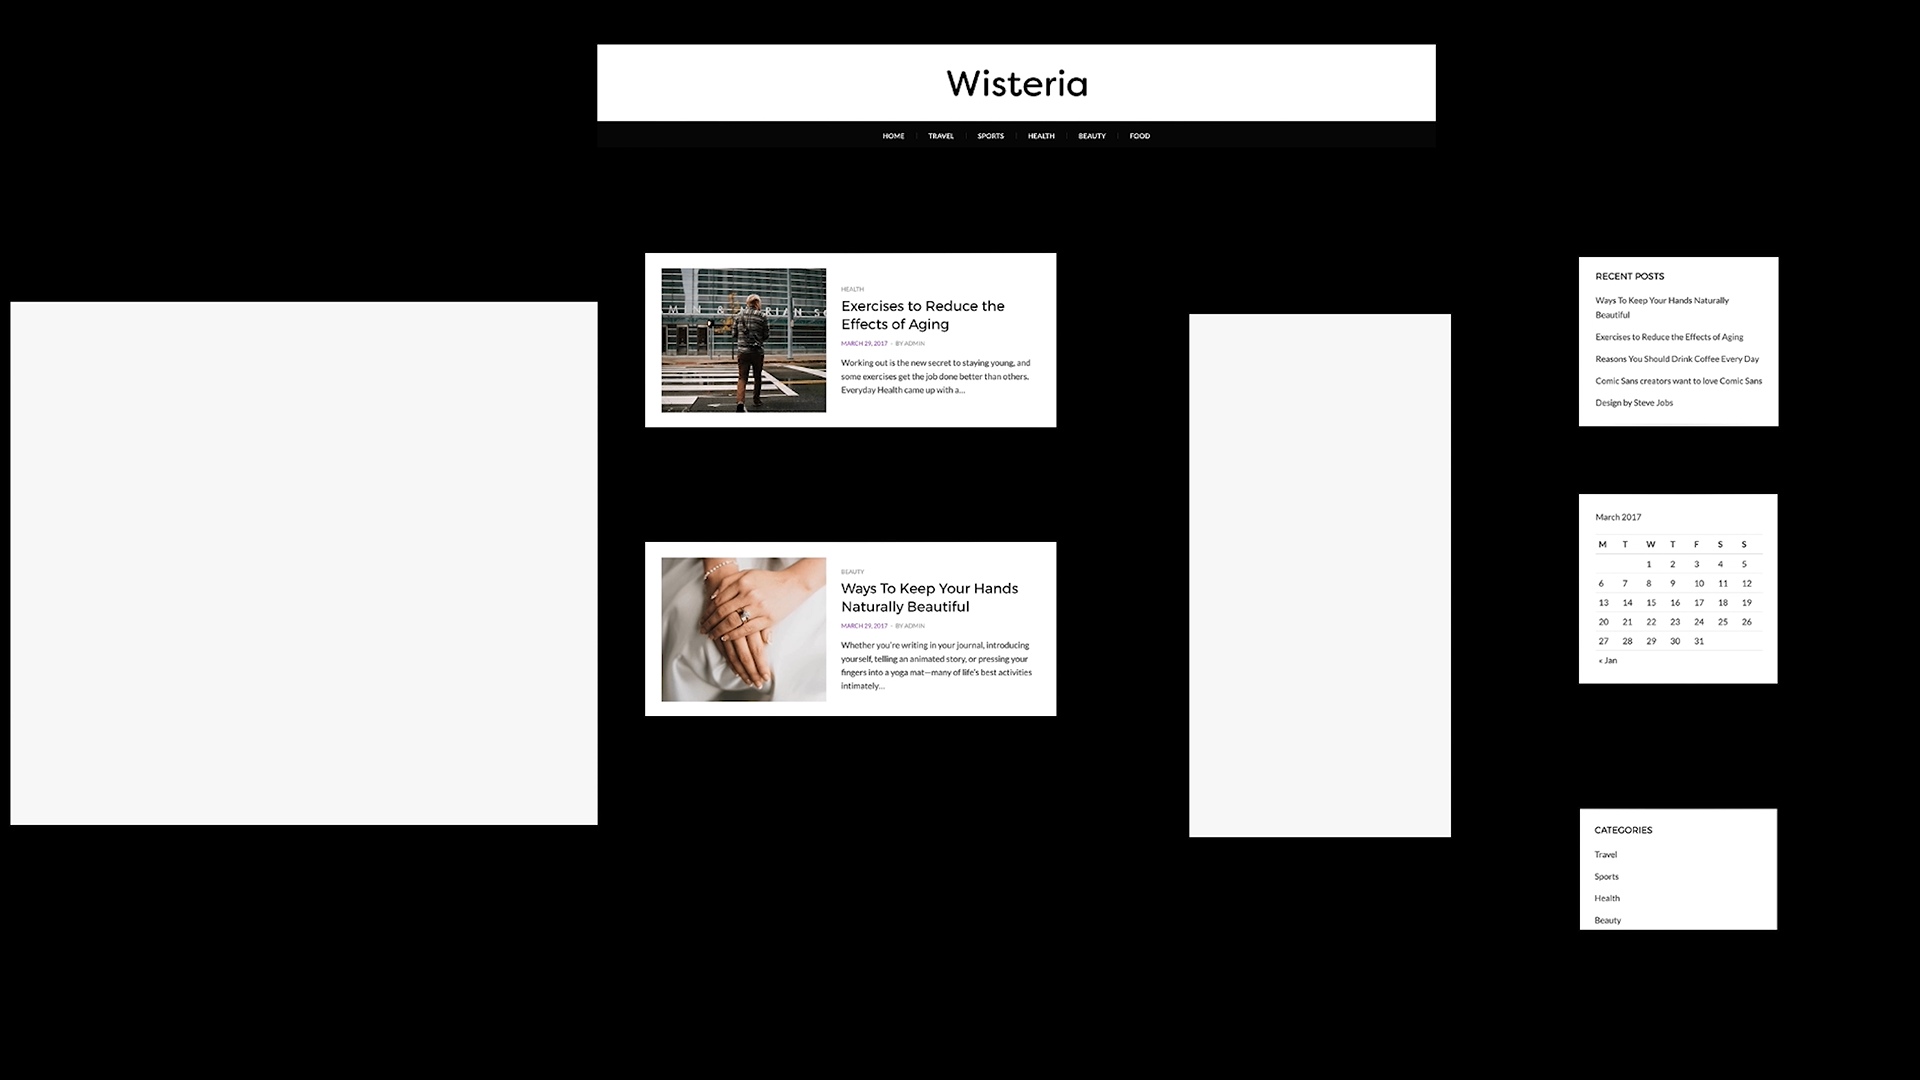 Wisteria
HOME
TRAVEL
SPORTS
HEALTH
BEAUTY
FOOD
HEALTH
Exercises to Reduce the
Effects of Aging
MARCH 29, 2017 - BY ADMIN
Working out is the new secret to staying young, and
some exercises get the job done better than others.
Everyday Health came up with a...
BEAUTY
Ways To Keep Your Hands
Naturally Beautiful
MARCH 29, 2017 - BY ADMIN
Whether you're writing in your journal, introducing
yourself, telling an animated story, or pressing your
fingers into a yoga mat—many of life's best activities
intimately...
RECENT POSTS
Ways To Keep Your Hands Naturally
Beautiful
Exercises to Reduce the Effects of Aging
Reasons You Should Drink Coffee Every Day
Comic Sans creators want to love Comic Sans
Design by Steve Jobs
March 2017
M T W T F S S
1 2 3 4 5
6 7 8 9 10 11 12
13 14 15 16 17 18 19
20 21 22 23 24 25 26
27 28 29 30 31
« Jan
CATEGORIES
Travel
Sports
Health
Beauty